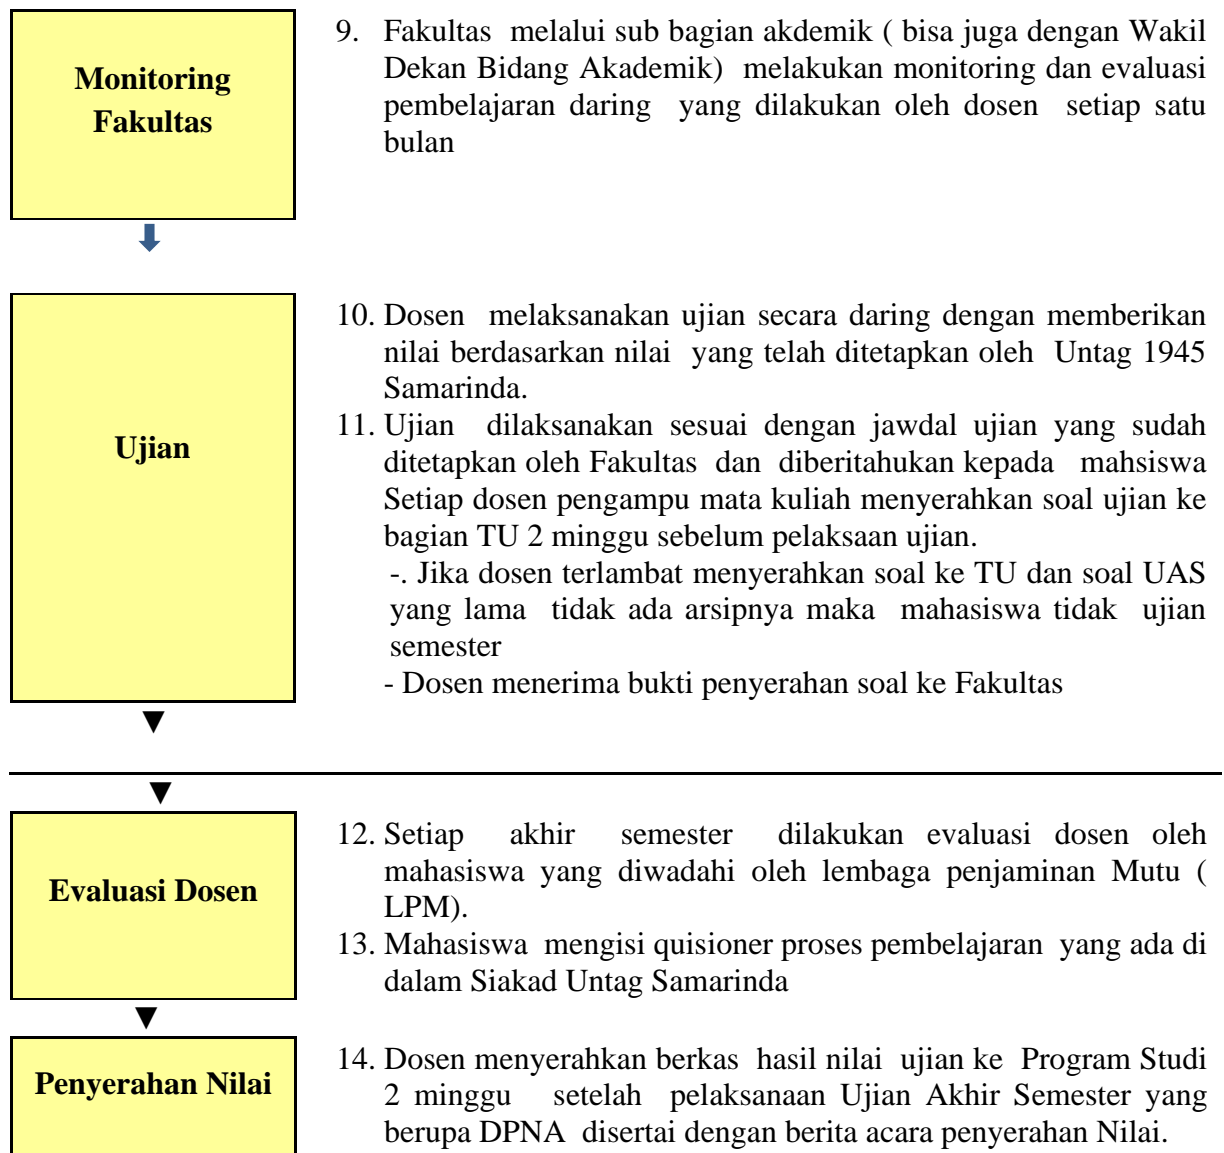 Monitoring
Fakultas
9. Fakultas melalui sub bagian akdemik ( bisa juga dengan Wakil
Dekan Bidang Akademik) melakukan monitoring dan evaluasi
pembelajaran daring yang dilakukan oleh dosen setiap satu
bulan
Ujian
10. Dosen melaksanakan ujian secara daring dengan memberikan
nilai berdasarkan nilai yang telah ditetapkan oleh Untag 1945
Samarinda.
11. Ujian dilaksanakan sesuai dengan jawdal ujian yang sudah
ditetapkan oleh Fakultas dan diberitahukan kepada mahsiswa
Setiap dosen pengampu mata kuliah menyerahkan soal ujian ke
bagian TU 2 minggu sebelum pelaksaan ujian.
-. Jika dosen terlambat menyerahkan soal ke TU dan soal UAS
yang lama tidak ada arsipnya maka mahasiswa tidak ujian
semester
- Dosen menerima bukti penyerahan soal ke Fakultas
Evaluasi Dosen
12. Setiap akhir semester dilakukan evaluasi dosen oleh
mahasiswa yang diwadahi oleh lembaga penjaminan Mutu (
LPM).
13. Mahasiswa mengisi quisioner proses pembelajaran yang ada di
dalam Siakad Untag Samarinda
Penyerahan Nilai
14. Dosen menyerahkan berkas hasil nilai ujian ke Program Studi
2 minggu setelah pelaksanaan Ujian Akhir Semester yang
berupa DPNA disertai dengan berita acara penyerahan Nilai.